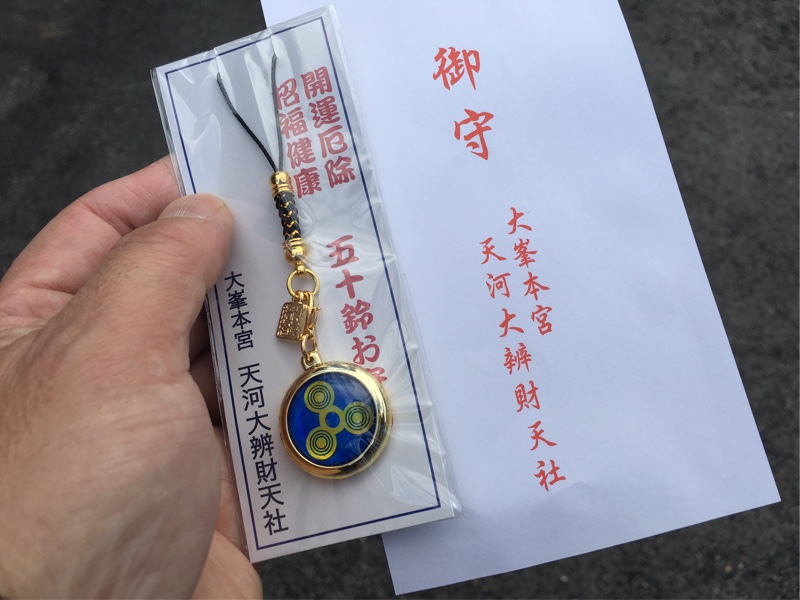 開運厄除
招福健康
五十鈴お守
大峯本宮 天河大辨財天社
御守
大峯本宮
天河大辨財天社